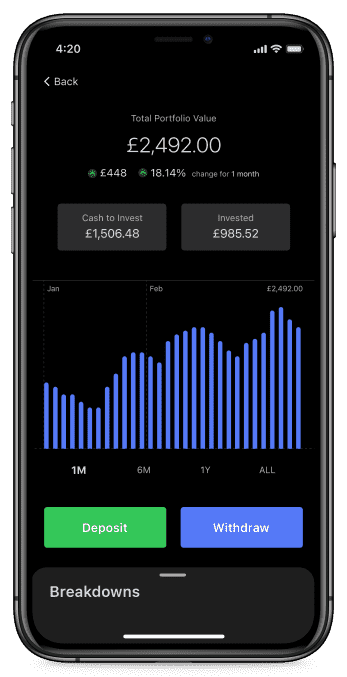 4:20
Back
Total Portfolio Value
£2,492.00
£448 18.14% change for 1 month
Cash to Invest Invested
£1,506.48 £985.52
Jan Feb £2,492.00
1M 6M 1Y ALL
Deposit Withdraw
Breakdowns